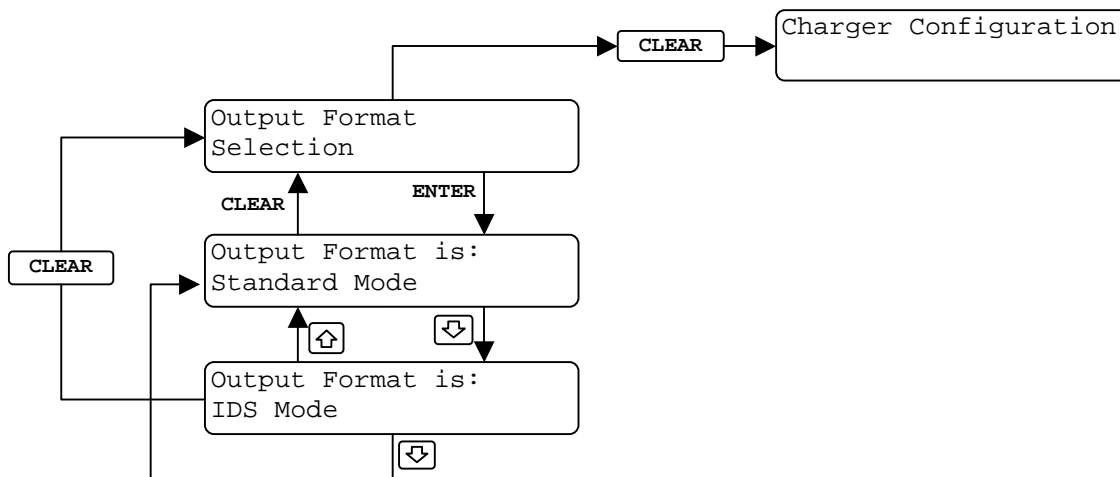 Charger Configuration
CLEAR
Output Format
Selection
CLEAR
ENTER
Output Format is:
Standard Mode
CLEAR
Output Format is:
IDS Mode